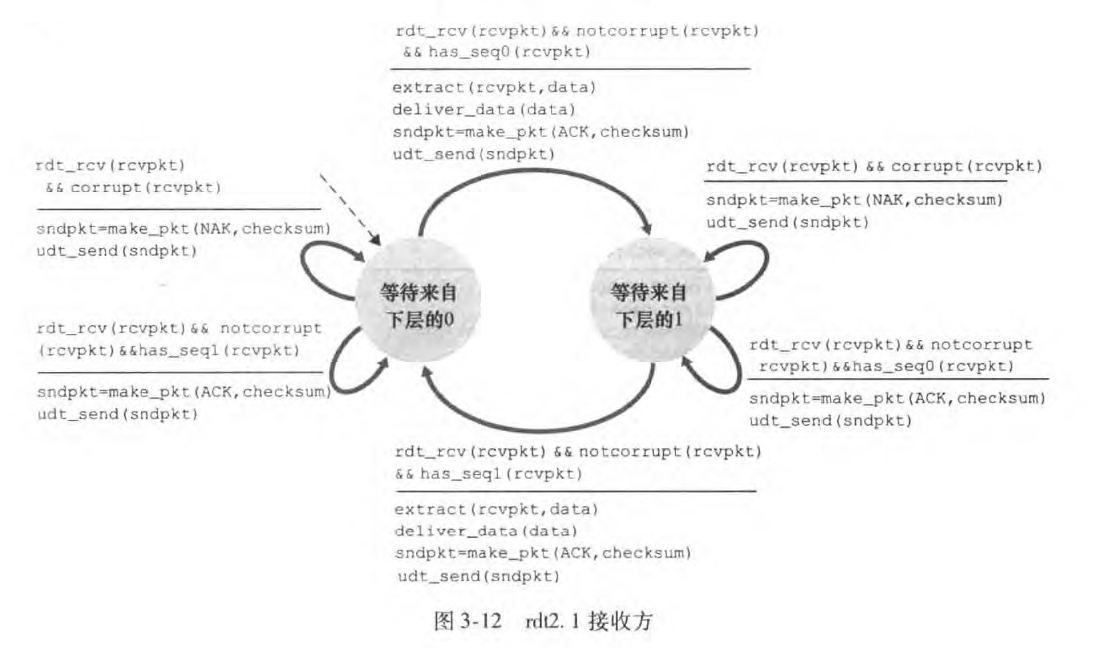 rdt_rcv(rcvpkt)&& notcorrupt(rcvpkt)
&& has_seq0(rcvpkt)
extract(rcvpkt,data)
deliver_data(data)
sndpkt=make_pkt(ACK,checksum)
udt_send(sndpkt)
rdt_rcv(rcvpkt)
&& corrupt(rcvpkt)
sndpkt=make_pkt(NAK,checksum)
udt_send(sndpkt)
rdt_rcv(rcvpkt) && corrupt(rcvpkt)
sndpkt=make_pkt(NAK,checksum)
udt_send(sndpkt)
等待来自
下层的0
等待来自
下层的1
rdt_rcv(rcvpkt)&& notcorrupt
(rcvpkt)&&has_seq1(rcvpkt)
sndpkt=make_pkt(ACK,checksum)
udt_send(sndpkt)
rdt_rcv(rcvpkt)&& notcorrupt
rcvpkt)&&has_seq0(rcvpkt)
sndpkt=make_pkt(ACK,checksum)
udt_send(sndpkt)
rdt_rcv(rcvpkt) && notcorrupt(rcvpkt)
&& has_seq1(rcvpkt)
extract(rcvpkt,data)
deliver_data(data)
sndpkt=make_pkt(ACK,checksum)
udt_send(sndpkt)
图 3-12 rdt2.1 接收方